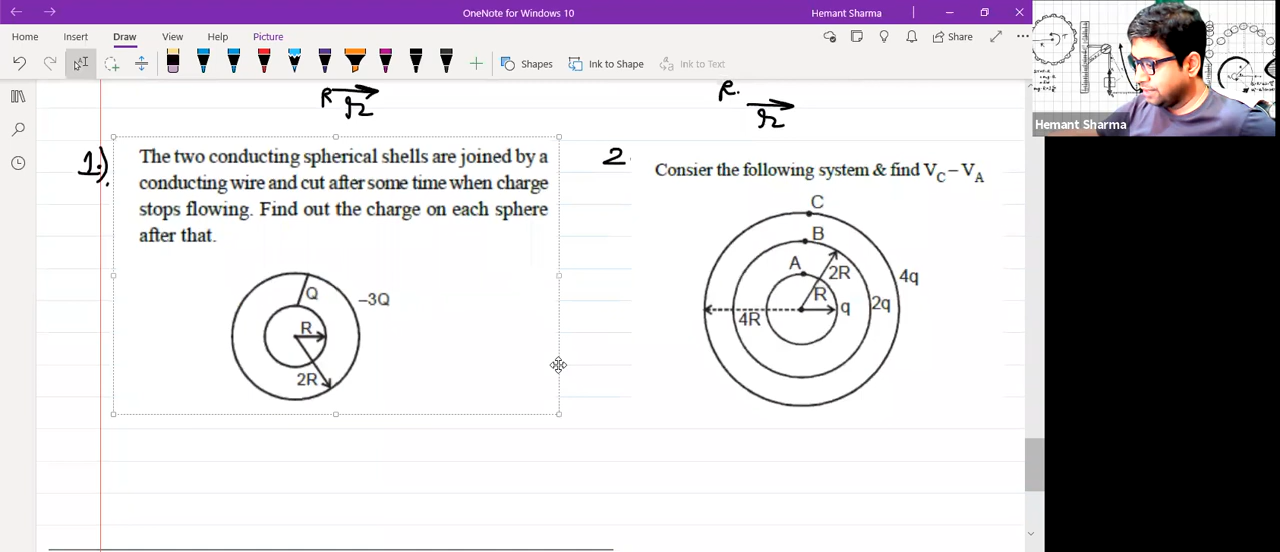 OneNote for Windows 10
Hemant Sharma
Home Insert Draw View Help Picture
Share
Shapes Ink to Shape Ink to Text
Hemant Sharma
R
R.
1.)
The two conducting spherical shells are joined by a
conducting wire and cut after some time when charge
stops flowing. Find out the charge on each sphere
after that.
Q
–3Q
R
2R
2.
Consier the following system & find VC – VA
C
B
A
2R
4q
R
q
2q
4R